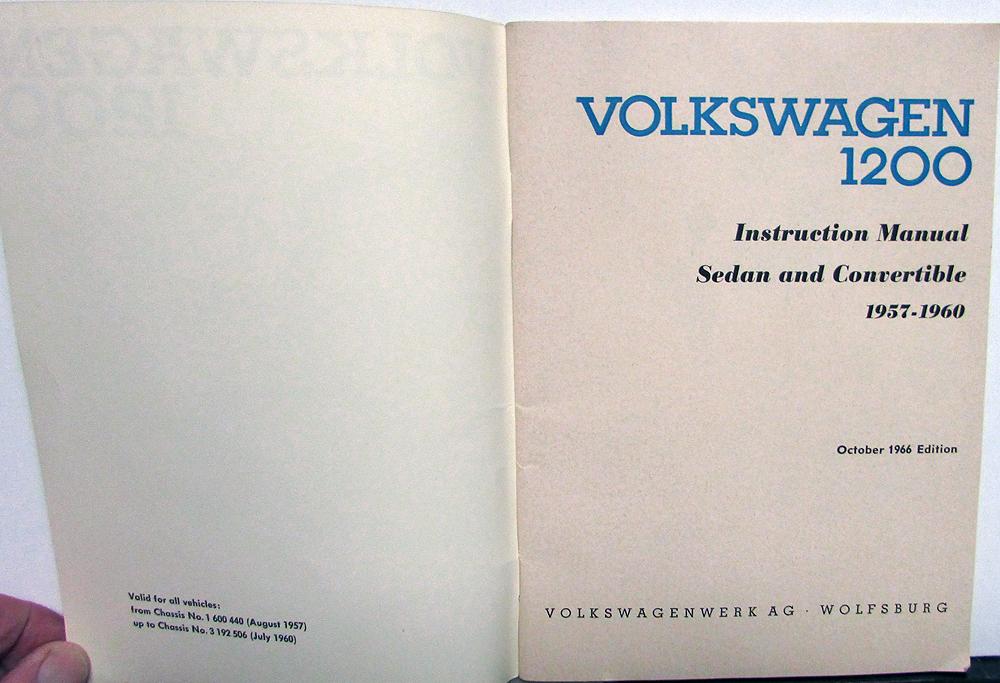 Valid for all vehicles:
from Chassis No. 1 600 440 (August 1957)
up to Chassis No. 3 192 506 (July 1960)
VOLKSWAGEN
1200
Instruction Manual
Sedan and Convertible
1957-1960
October 1966 Edition
VOLKSWAGENWERK AG · WOLFSBURG